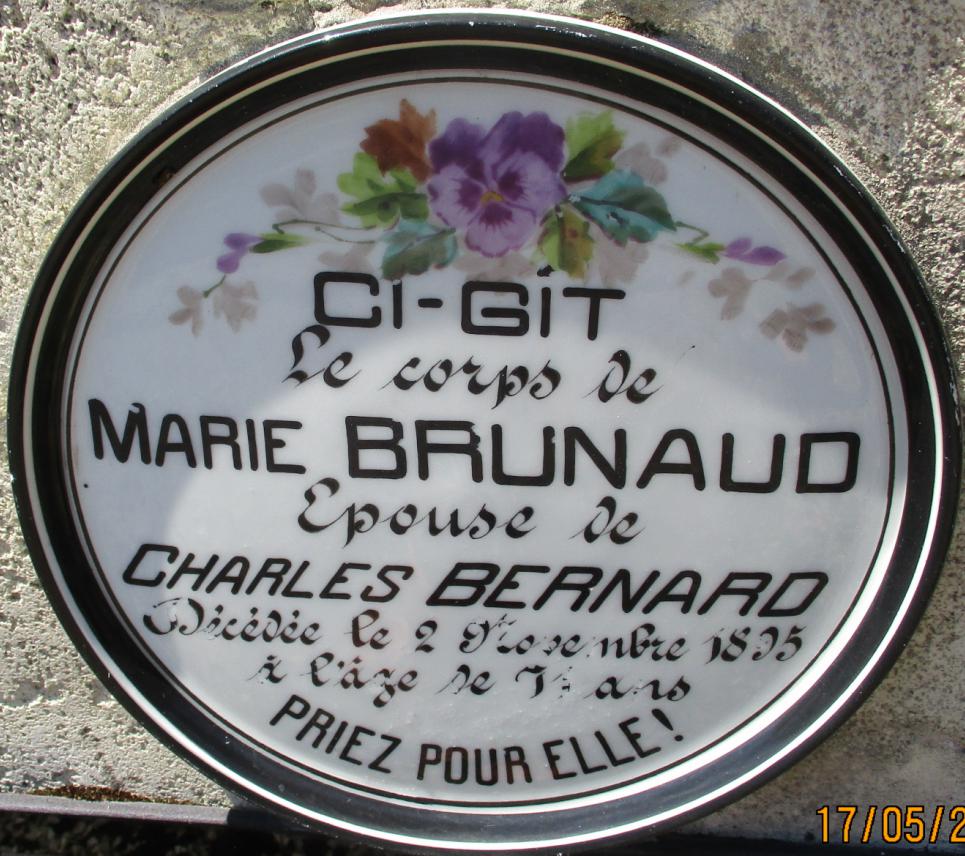 CI-GÎT
Le corps de
MARIE BRUNAUD
Epouse de
CHARLES BERNARD
Décédée le 2 Novembre 1895
à l'âge de ans
PRIEZ POUR ELLE!
17/05/2